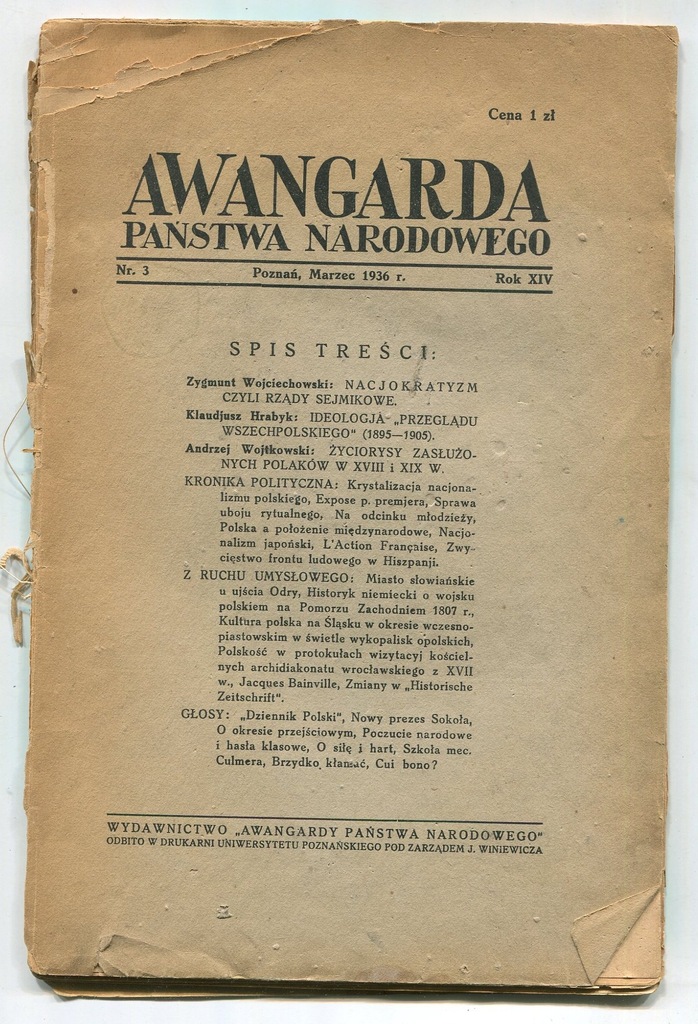 Cena 1 zł
AWANGARDA
PAŃSTWA NARODOWEGO
Nr. 3 Poznań, Marzec 1936 r. Rok XIV
SPIS TREŚCI:
Zygmunt Wojciechowski: NACJOKRATYZM
CZYLI RZĄDY SEJMIKOWE.
Klaudjusz Hrabyk: IDEOLOGJA „PRZEGLĄDU
WSZECHPOLSKIEGO" (1895—1905).
Andrzej Wojtkowski: ŻYCIORYSY ZASŁUŻO-
NYCH POLAKÓW W XVIII i XIX W.
KRONIKA POLITYCZNA: Krystalizacja nacjona-
lizmu polskiego, Expose p. premjera, Sprawa
uboju rytualnego, Na odcinku młodzieży,
Polska a położenie międzynarodowe, Nacjo-
nalizm japoński, L'Action Française, Zwy-
cięstwo frontu ludowego w Hiszpanji.
Z RUCHU UMYSŁOWEGO: Miasto słowiańskie
u ujścia Odry, Historyk niemiecki o wojsku
polskiem na Pomorzu Zachodniem 1807 r.,
Kultura polska na Śląsku w okresie wczesno-
piastowskim w świetle wykopalisk opolskich,
Polskość w protokułach wizytacyj kościel-
nych archidiakonatu wrocławskiego z XVII
w., Jacques Bainville, Zmiany w „Historische
Zeitschrift".
GŁOSY: „Dziennik Polski", Nowy prezes Sokoła,
O okresie przejściowym, Poczucie narodowe
i hasła klasowe, O siłę i hart, Szkoła mec.
Culmera, Brzydko kłamać, Cui bono?
WYDAWNICTWO „AWANGARDY PAŃSTWA NARODOWEGO"
ODBITO W DRUKARNI UNIWERSYTETU POZNAŃSKIEGO POD ZARZĄDEM J. WINIEWICZA